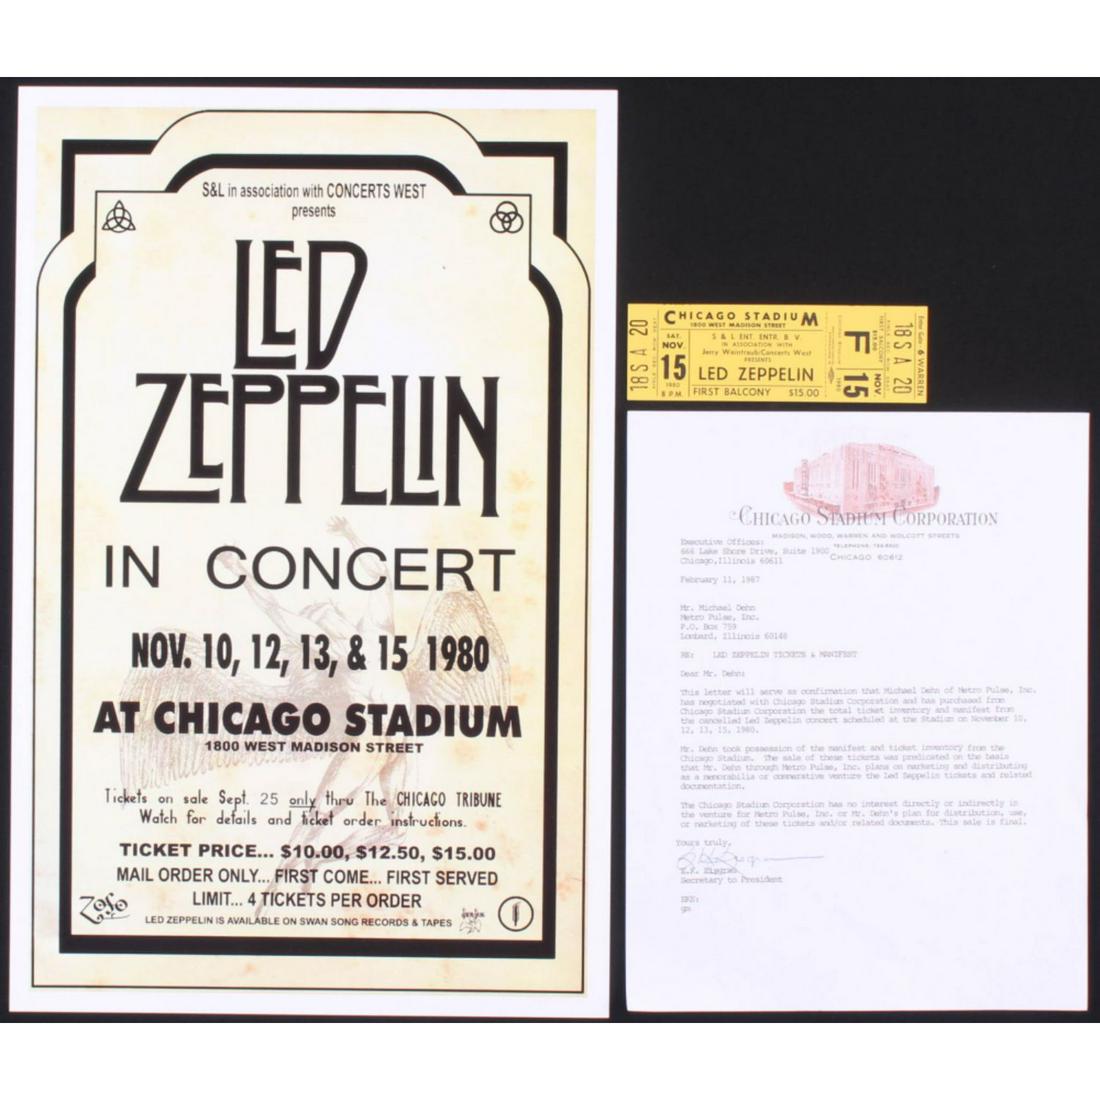 S&L in association with CONCERTS WEST
presents
LED
ZEPPELIN
IN CONCERT
NOV. 10, 12, 13, & 15 1980
AT CHICAGO STADIUM
1800 WEST MADISON STREET
Tickets on sale Sept. 25 only thru The CHICAGO TRIBUNE
Watch for details and ticket order instructions.
TICKET PRICE... $10.00, $12.50, $15.00
MAIL ORDER ONLY... FIRST COME... FIRST SERVED
LIMIT... 4 TICKETS PER ORDER
LED ZEPPELIN IS AVAILABLE ON SWAN SONG RECORDS & TAPES
ZoSo
18 S A 20
CHICAGO STADIUM
1800 WEST MADISON STREET
SAT.
NOV.
15
1980
8 P.M.
S & L ENT. ENTR. B. V.
IN ASSOCIATION WITH
Jerry Weintraub/Concerts West
PRESENTS
LED ZEPPELIN
FIRST BALCONY $15.00
F
15
NOV.
FIRST BALCONY
$15.00
18 S A 20
Enter Gate 6 WARREN
CHICAGO STADIUM CORPORATION
MADISON, WOOD, WARREN AND WOLCOTT STREETS
CHICAGO 60612
Executive Offices:
666 Lake Shore Drive, Suite 1900
Chicago, Illinois 60611
February 11, 1987
Mr. Michael Dehn
Metro Pulse, Inc.
P.O. Box 759
Lombard, Illinois 60148
RE: LED ZEPPELIN TICKETS & MANIFEST
Dear Mr. Dehn:
This letter will serve as confirmation that Michael Dehn of Metro Pulse, Inc.
has negotiated with Chicago Stadium Corporation and has purchased from
Chicago Stadium Corporation the total ticket inventory and manifest from
the cancelled Led Zeppelin concert scheduled at the Stadium on November 10,
12, 13, 15, 1980.
Mr. Dehn took possession of the manifest and ticket inventory from the
Chicago Stadium. The sale of these tickets was predicated on the basis
that Mr. Dehn through Metro Pulse, Inc. plans on marketing and distributing
as a memorabilia or venture the Led Zeppelin tickets and related
documentation.
The Chicago Stadium Corporation has no interest directly or indirectly in
the venture for Metro Pulse, Inc. or Mr. Dehn's plan for distribution, use,
or marketing of these tickets and/or related documents. This sale is final.
Yours truly,
Secretary to President